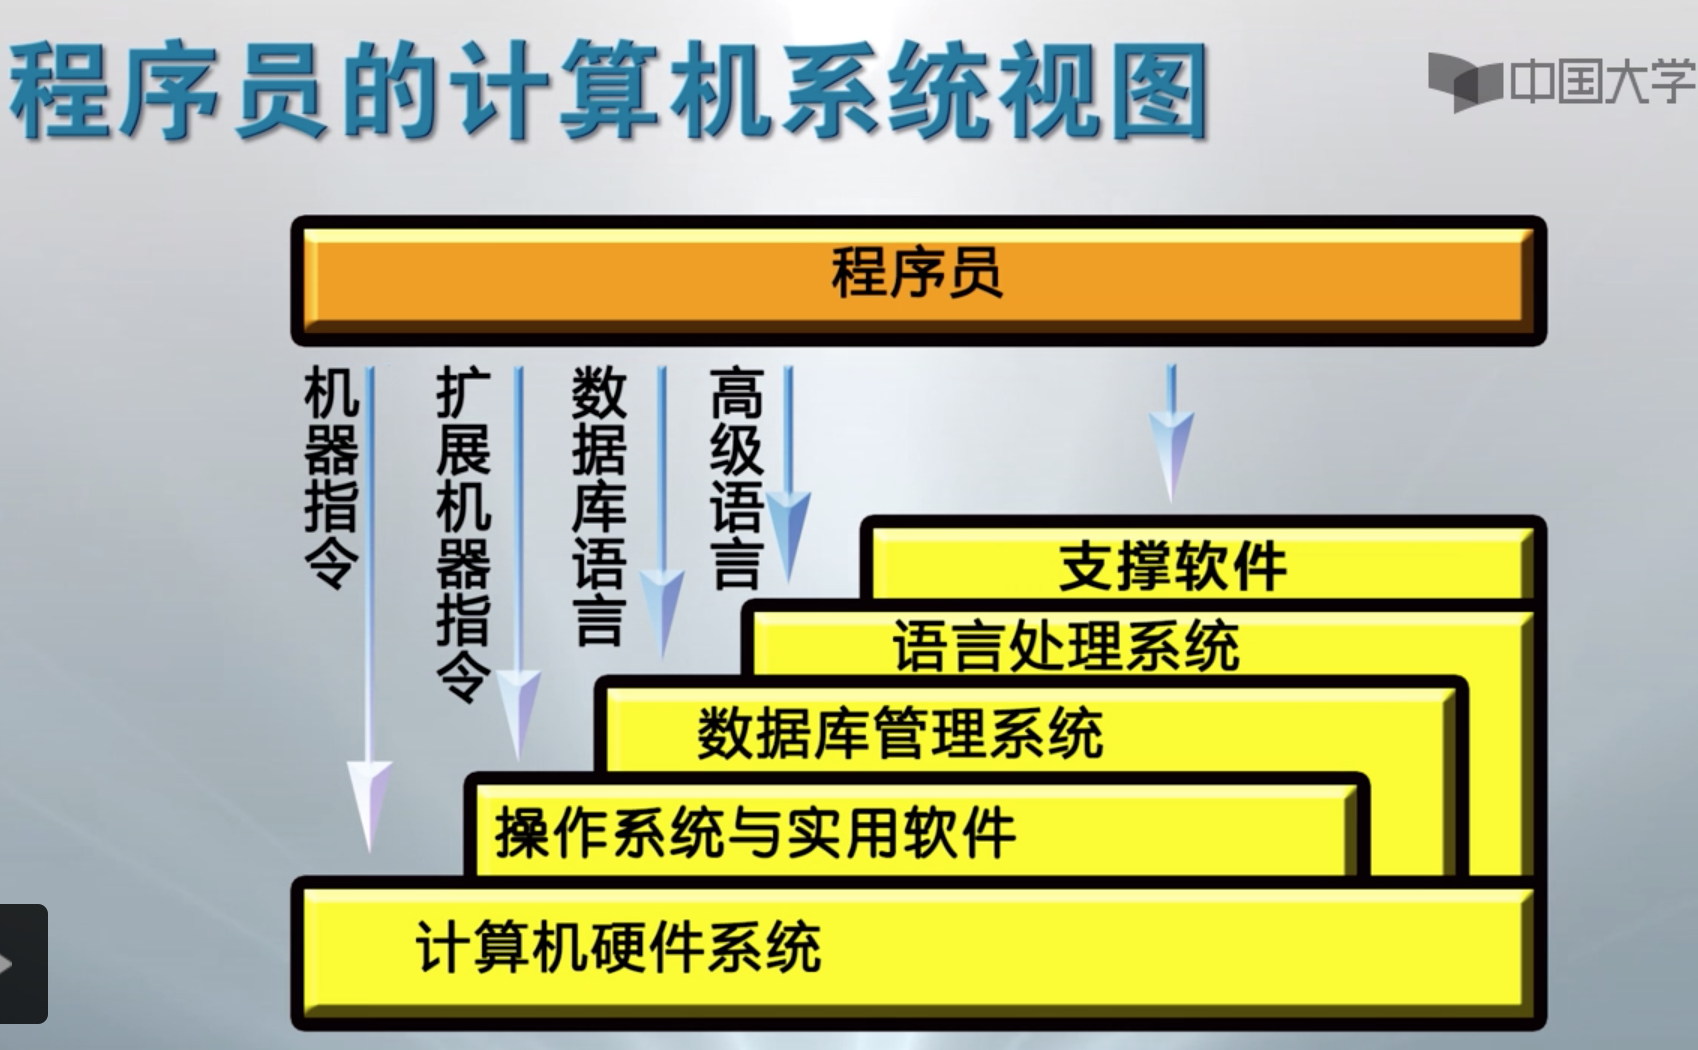 程序员的计算机系统视图
中国大学
程序员
机器指令
扩展机器指令
数据库语言
高级语言
支撑软件
语言处理系统
数据库管理系统
操作系统与实用软件
计算机硬件系统